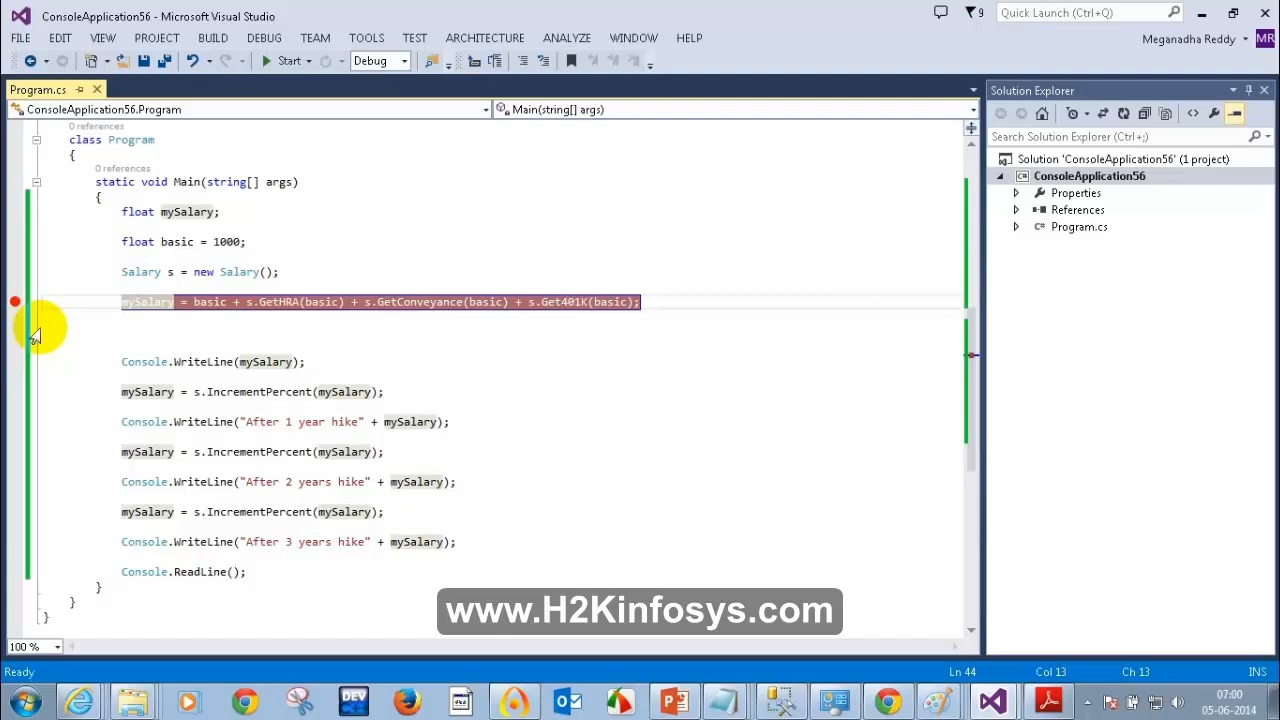 ConsoleApplication56 - Microsoft Visual Studio
9
Quick Launch (Ctrl+Q)
FILE EDIT VIEW PROJECT BUILD DEBUG TEAM TOOLS TEST ARCHITECTURE ANALYZE WINDOW HELP
Meganadha Reddy MR
Start Debug
Program.cs
Solution Explorer
ConsoleApplication56.Program
Main(string[] args)
0 references
class Program
{
0 references
static void Main(string[] args)
{
float mySalary;
float basic = 1000;
Salary s = new Salary();
mySalary = basic + s.GetHRA(basic) + s.GetConveyance(basic) + s.Get401K(basic);
Console.WriteLine(mySalary);
mySalary = s.IncrementPercent(mySalary);
Console.WriteLine("After 1 year hike" + mySalary);
mySalary = s.IncrementPercent(mySalary);
Console.WriteLine("After 2 years hike" + mySalary);
mySalary = s.IncrementPercent(mySalary);
Console.WriteLine("After 3 years hike" + mySalary);
Console.ReadLine();
}
}
}
Search Solution Explorer (Ctrl+;)
Solution 'ConsoleApplication56' (1 project)
ConsoleApplication56
Properties
References
Program.cs
www.H2Kinfosys.com
100 %
Ready
Ln 44
Col 13
Ch 13
INS
DEV
07:00
05-06-2014